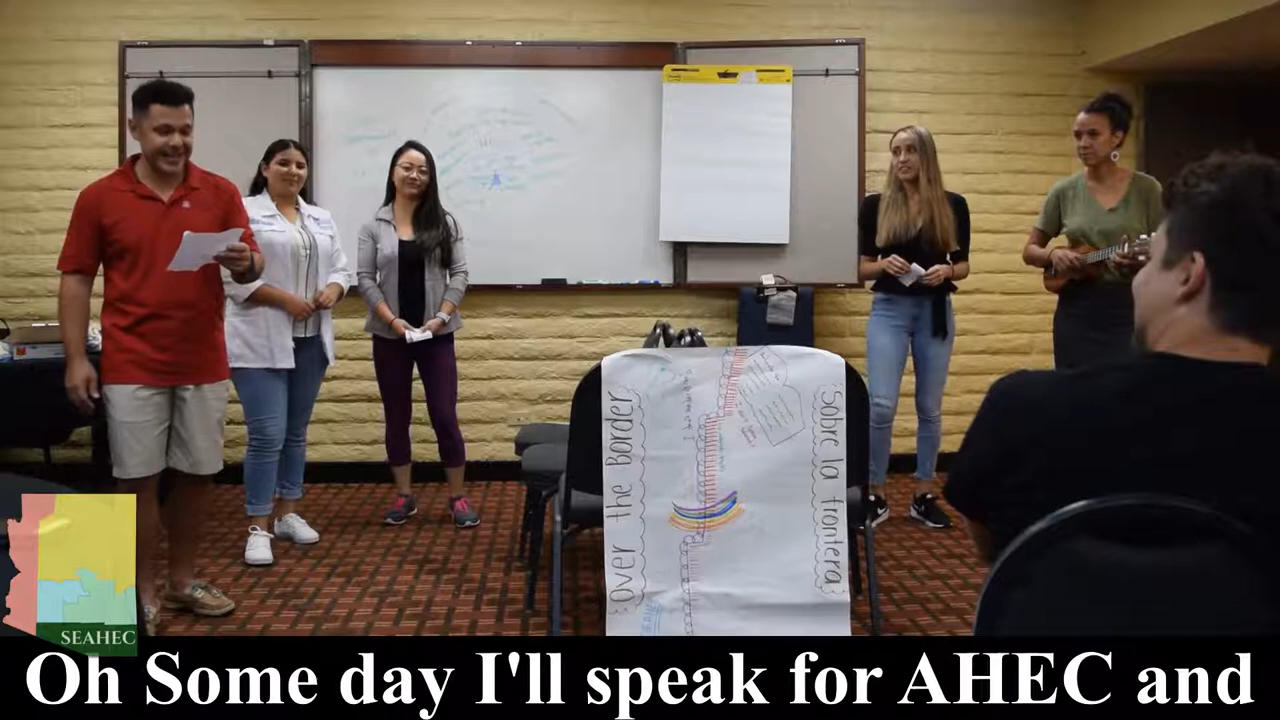 Over the Border
Sobre la frontera
SEAHEC
Oh Some day I'll speak for AHEC and